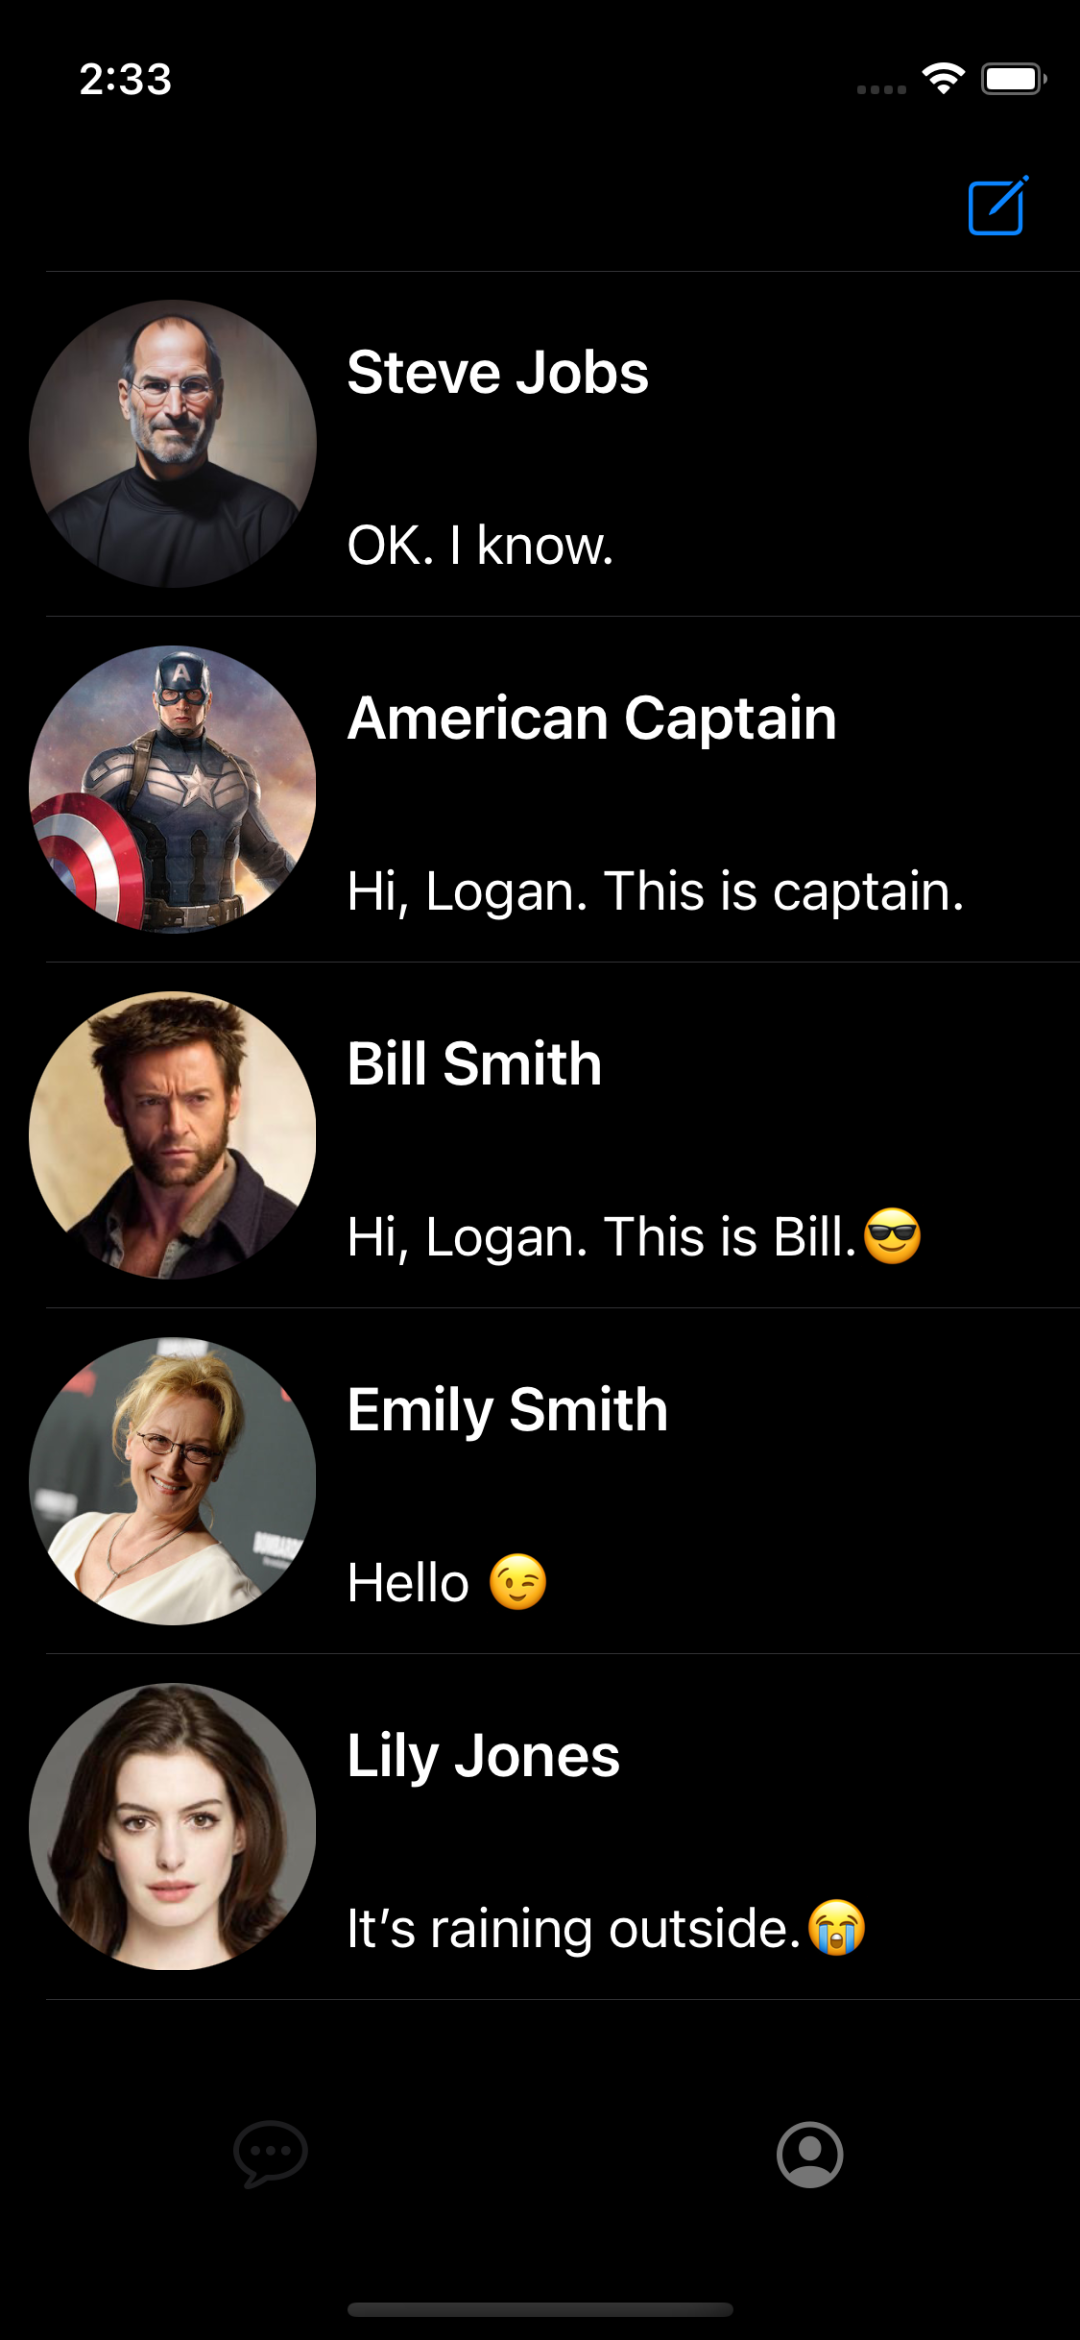 2:33
Steve Jobs
OK. I know.
A
American Captain
Hi, Logan. This is captain.
Bill Smith
Hi, Logan. This is Bill.😎
Emily Smith
Hello 😉
Lily Jones
It’s raining outside.😭